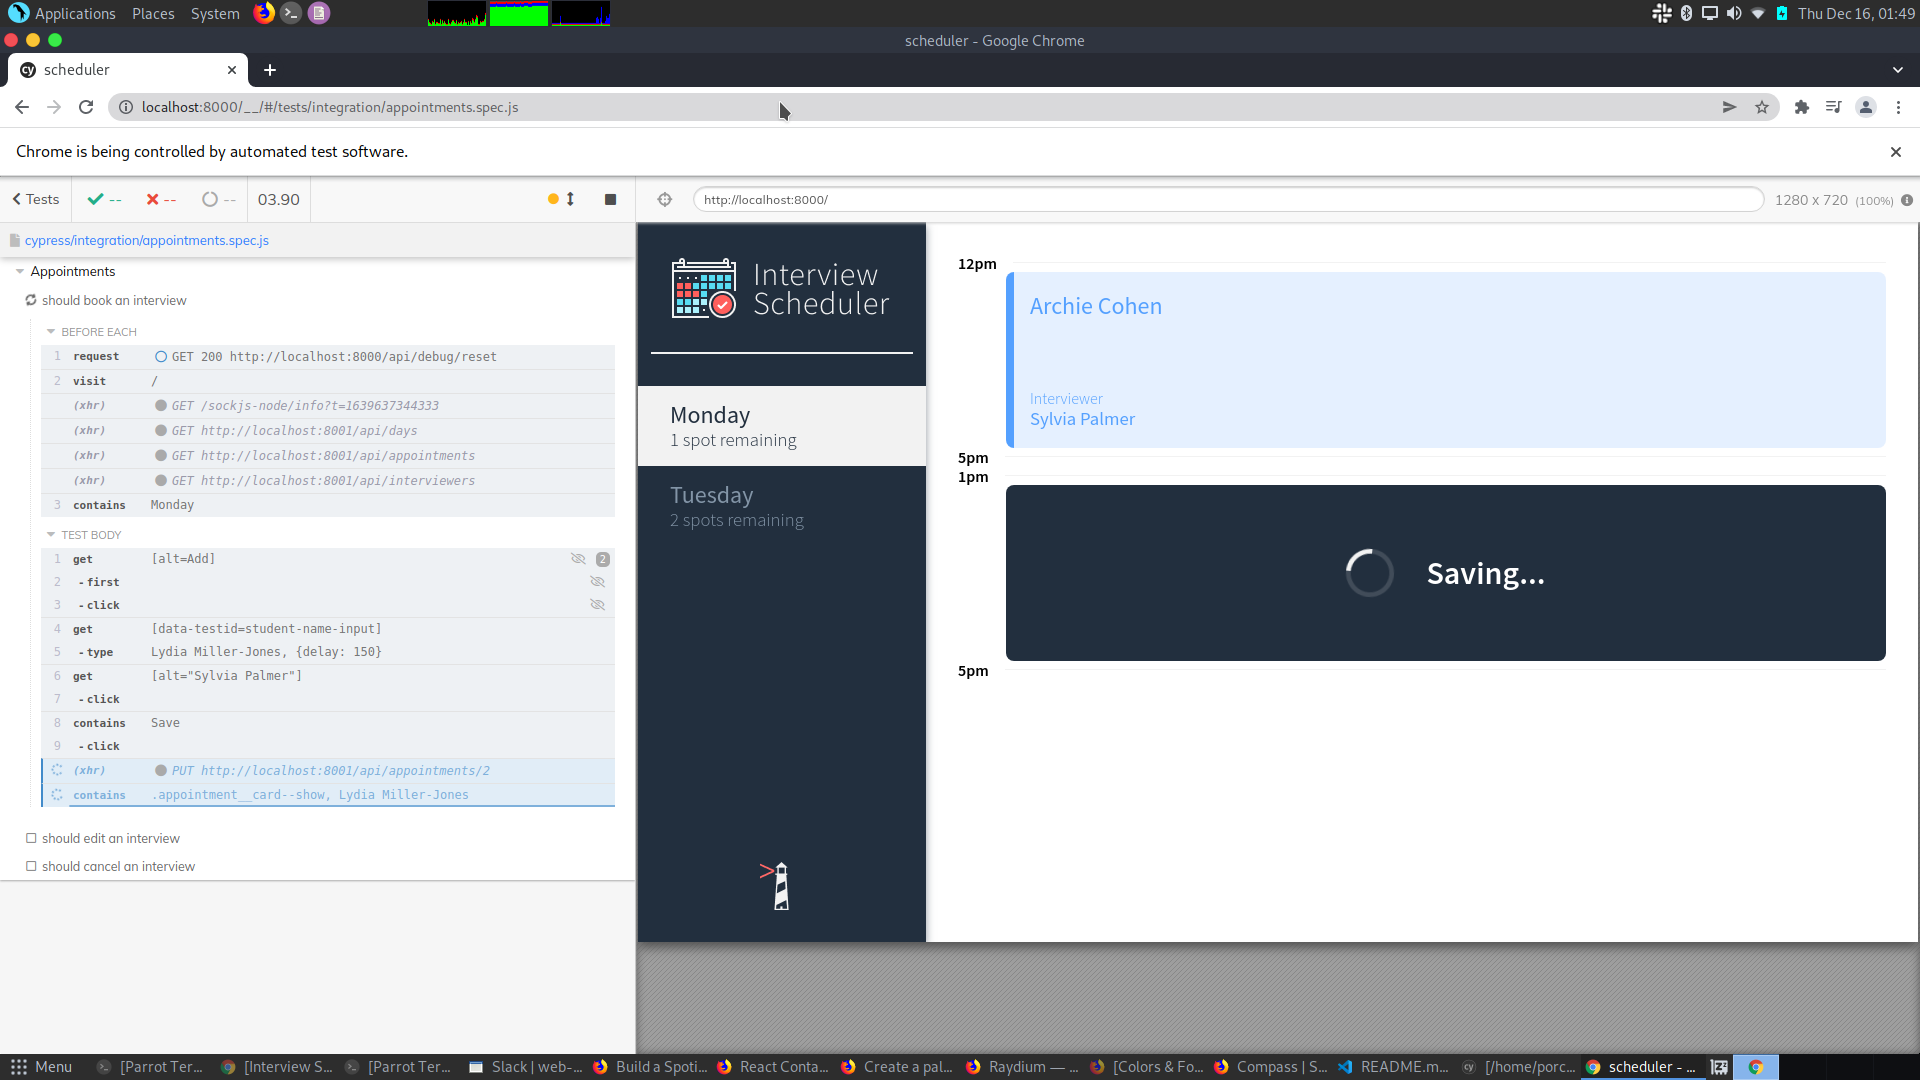 Applications Places System Thu Dec 16, 01:49
scheduler - Google Chrome
cy scheduler
localhost:8000/__/#/tests/integration/appointments.spec.js
Chrome is being controlled by automated test software.
Tests -- -- -- 03.90
http://localhost:8000/ 1280 x 720 (100%)
cypress/integration/appointments.spec.js
Appointments
should book an interview
BEFORE EACH
1 request GET 200 http://localhost:8000/api/debug/reset
2 visit /
(xhr) GET /sockjs-node/info?t=1639637344333
(xhr) GET http://localhost:8001/api/days
(xhr) GET http://localhost:8001/api/appointments
(xhr) GET http://localhost:8001/api/interviewers
3 contains Monday
TEST BODY
1 get [alt=Add] 2
2 - first
3 - click
4 get [data-testid=student-name-input]
5 - type Lydia Miller-Jones, {delay: 150}
6 get [alt="Sylvia Palmer"]
7 - click
8 contains Save
9 - click
(xhr) PUT http://localhost:8001/api/appointments/2
contains .appointment__card--show, Lydia Miller-Jones
should edit an interview
should cancel an interview
Interview
Scheduler
Monday
1 spot remaining
Tuesday
2 spots remaining
12pm
Archie Cohen
Interviewer
Sylvia Palmer
5pm
1pm
Saving...
5pm
Menu [Parrot Ter... [Interview S... [Parrot Ter... Slack | web-... Build a Spoti... React Conta... Create a pal... Raydium — ... [Colors & Fo... Compass | S... README.m... [/home/porc... scheduler - ...